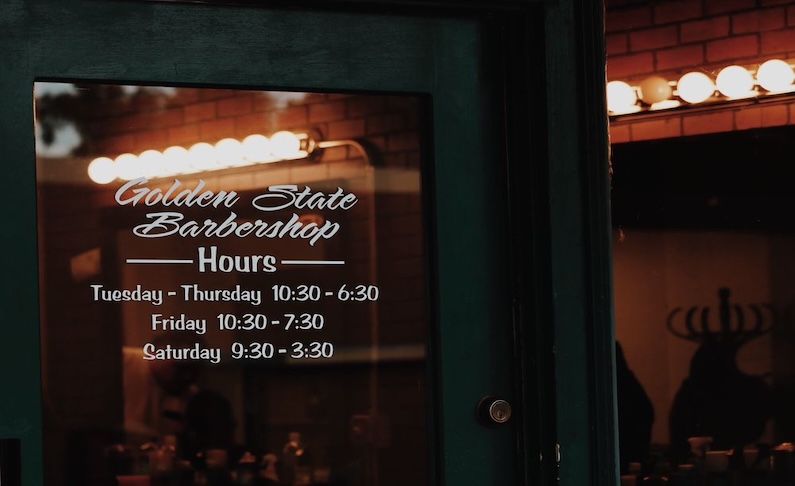 Golden State
Barbershop
Hours
Tuesday - Thursday 10:30 - 6:30
Friday 10:30 - 7:30
Saturday 9:30 - 3:30